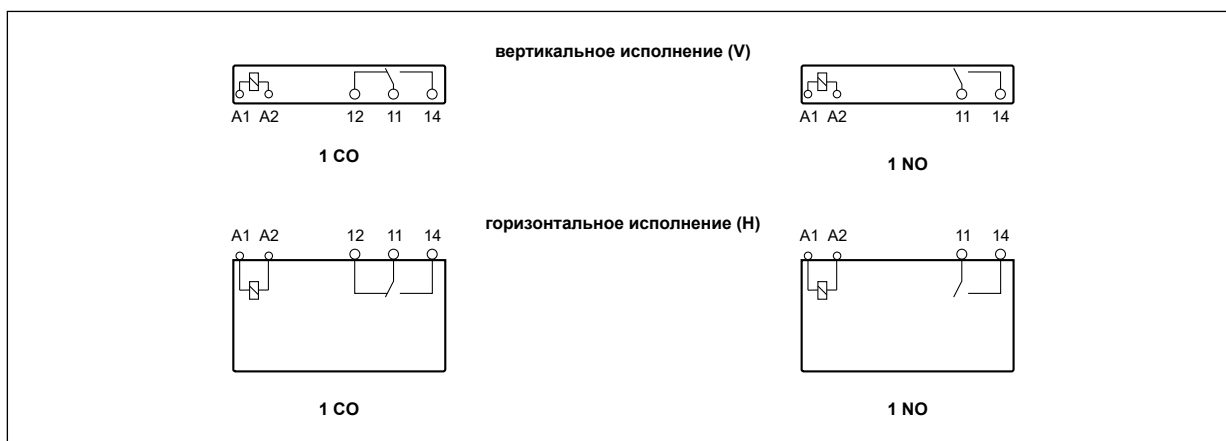 вертикальное исполнение (V)
A1 A2 12 11 14
A1 A2 11 14
1 CO
1 NO
горизонтальное исполнение (H)
A1 A2 12 11 14
A1 A2 11 14
1 CO
1 NO